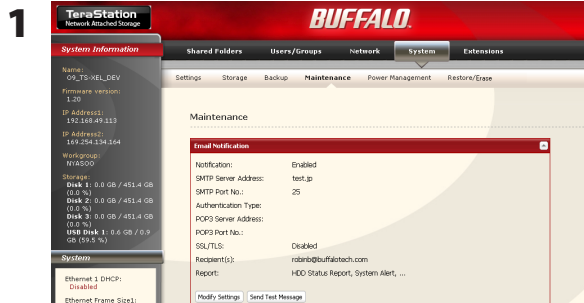 1
TeraStation
Network Attached Storage
BUFFALO.
System Information
Name:
09_TS-XEL_DEV
Firmware version:
1.20
IP Address1:
192.168.49.113
IP Address2:
169.254.134.164
Workgroup:
NYASOO
Storage:
Disk 1: 0.0 GB / 451.4 GB
(0.0 %)
Disk 2: 0.0 GB / 451.4 GB
(0.0 %)
Disk 3: 0.0 GB / 451.4 GB
(0.0 %)
USB Disk 1: 0.6 GB / 0.9
GB (59.5 %)
System
Ethernet 1 DHCP:
Disabled
Ethernet Frame Size1:
Shared Folders Users/Groups Network System Extensions
Settings Storage Backup Maintenance Power Management Restore/Erase
Maintenance
Email Notification
Notification: Enabled
SMTP Server Address: test.jp
SMTP Port No.: 25
Authentication Type:
POP3 Server Address:
POP3 Port No.:
SSL/TLS: Disabled
Recipient(s): robinb@buffalotech.com
Report: HDD Status Report, System Alert, ...
Modify Settings Send Test Message